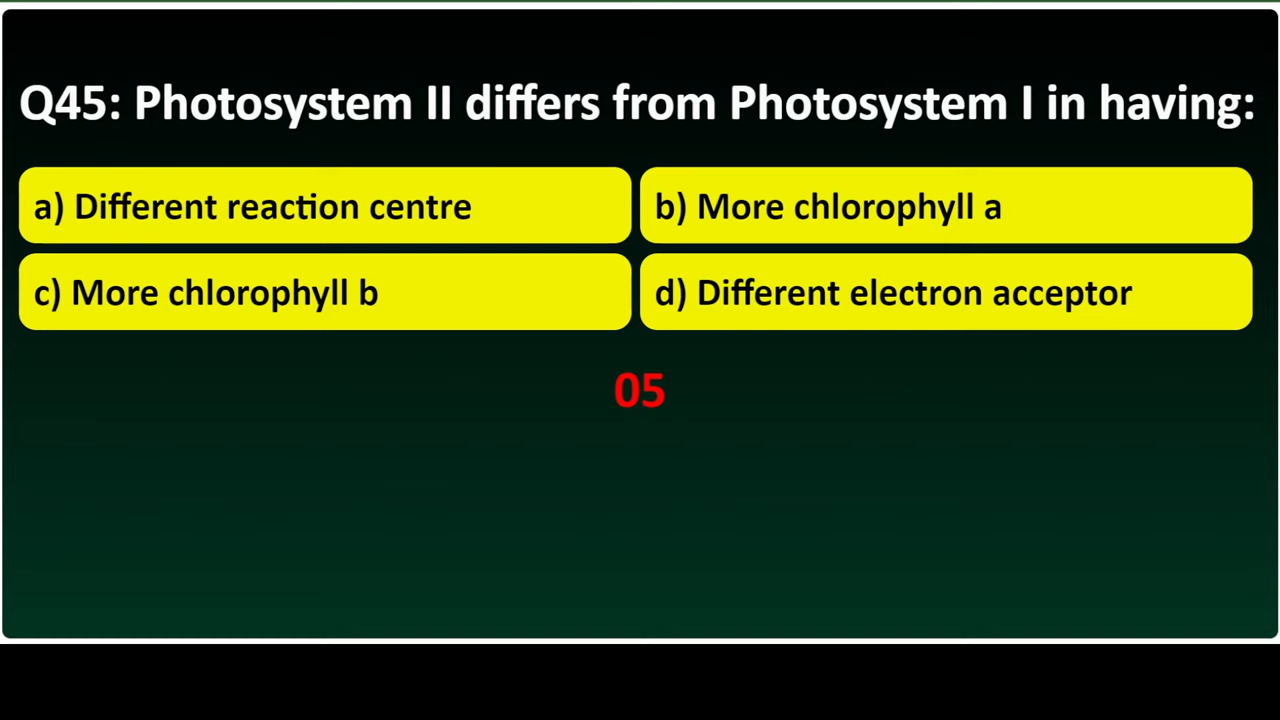 Q45: Photosystem II differs from Photosystem I in having:
a) Different reaction centre
b) More chlorophyll a
c) More chlorophyll b
d) Different electron acceptor
05